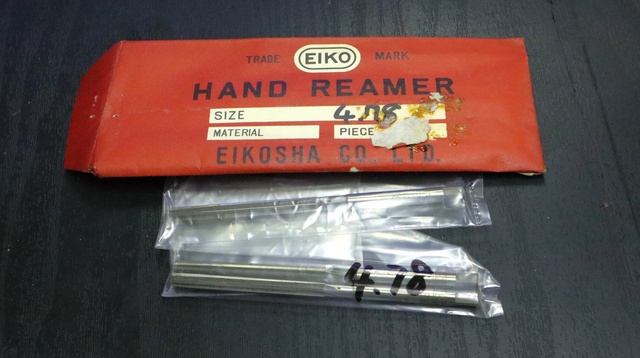 TRADE EIKO MARK
HAND REAMER
SIZE 4.78
MATERIAL PIECE
EIKOSHA CO., LTD.
4.78